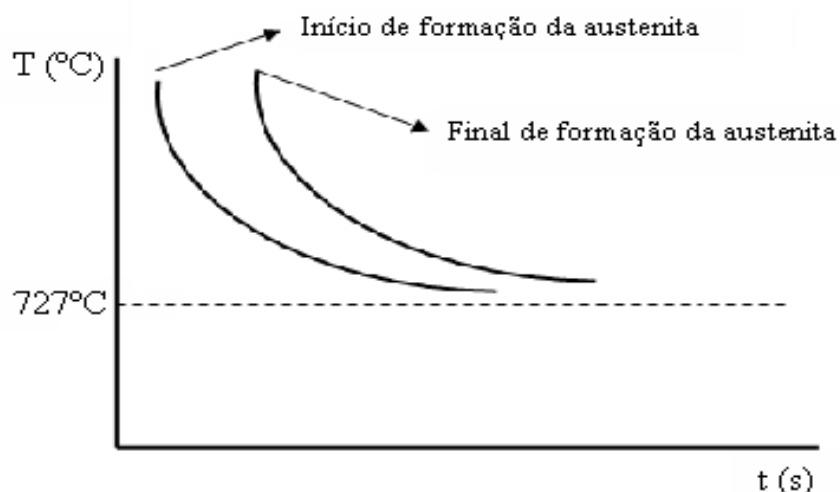 Início de formação da austenita
T (ºC)
Final de formação da austenita
727ºC
t (s)